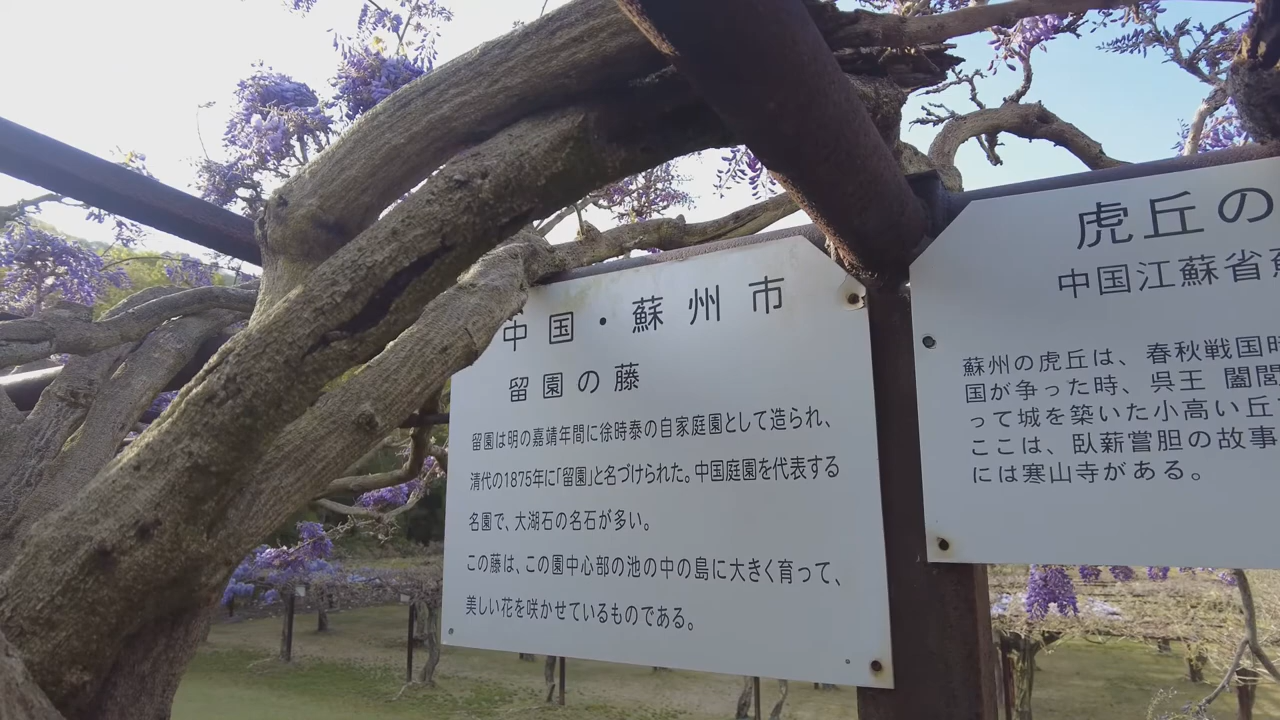 中国・蘇州市
留園の藤
留園は明の嘉靖年間に徐時泰の自家庭園として造られ、
清代の1875年に「留園」と名づけられた。中国庭園を代表する
名園で、大湖石の名石が多い。
この藤は、この園中心部の池の中の島に大きく育って、
美しい花を咲かせているものである。
虎丘の
中国江蘇省蘇
蘇州の虎丘は、春秋戦国時
国が争った時、呉王 闔閭
って城を築いた小高い丘
ここは、臥薪嘗胆の故事
には寒山寺がある。